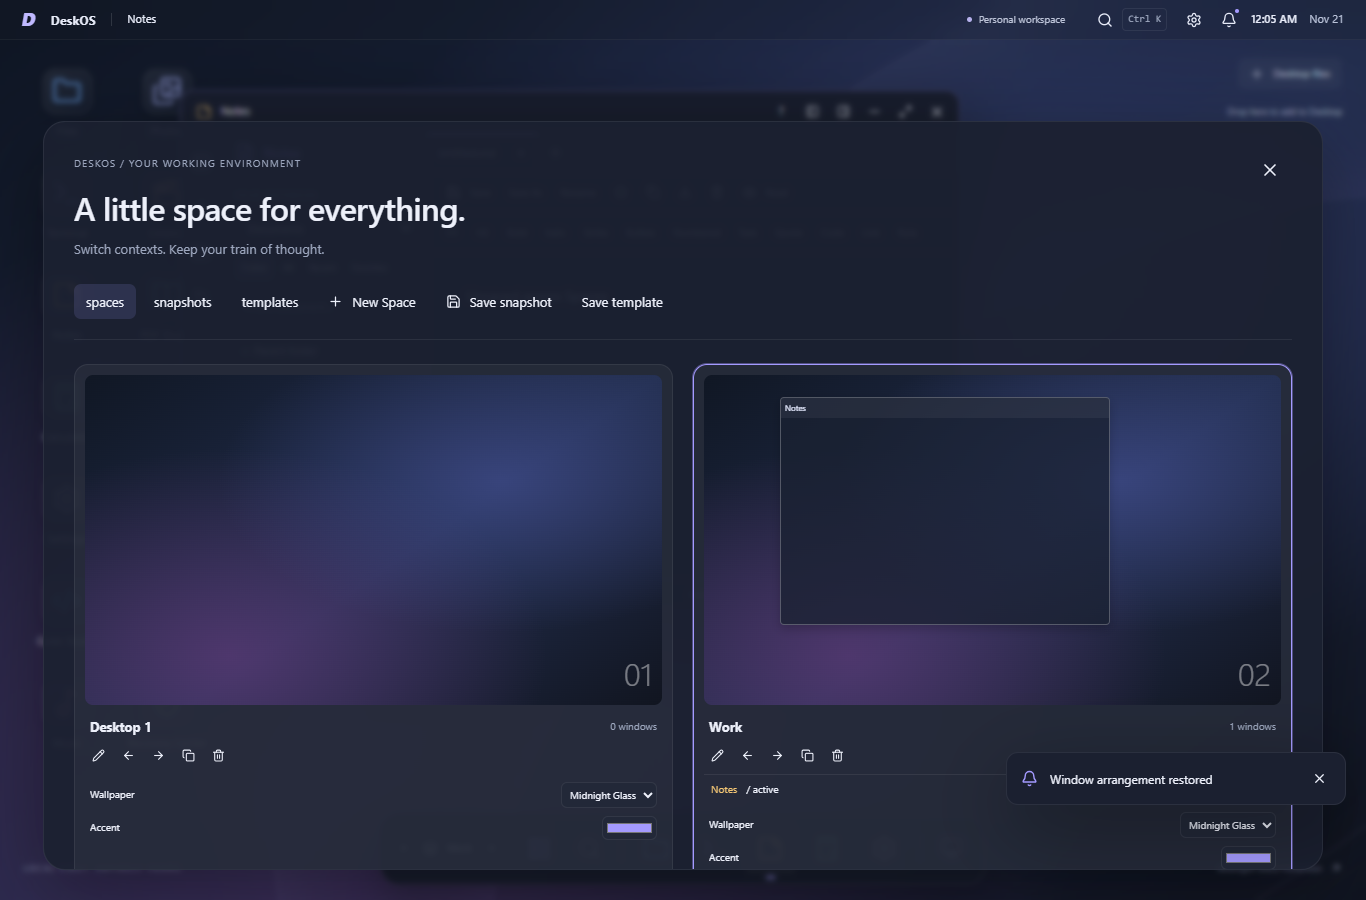 D DeskOS Notes Personal workspace Ctrl K 12:05 AM Nov 21
Notes
DESKOS / YOUR WORKING ENVIRONMENT
A little space for everything.
Switch contexts. Keep your train of thought.
spaces snapshots templates + New Space Save snapshot Save template
Notes
01
02
Desktop 1 0 windows
Work 1 windows
Window arrangement restored
Notes / active
Wallpaper Midnight Glass
Accent
Wallpaper Midnight Glass
Accent